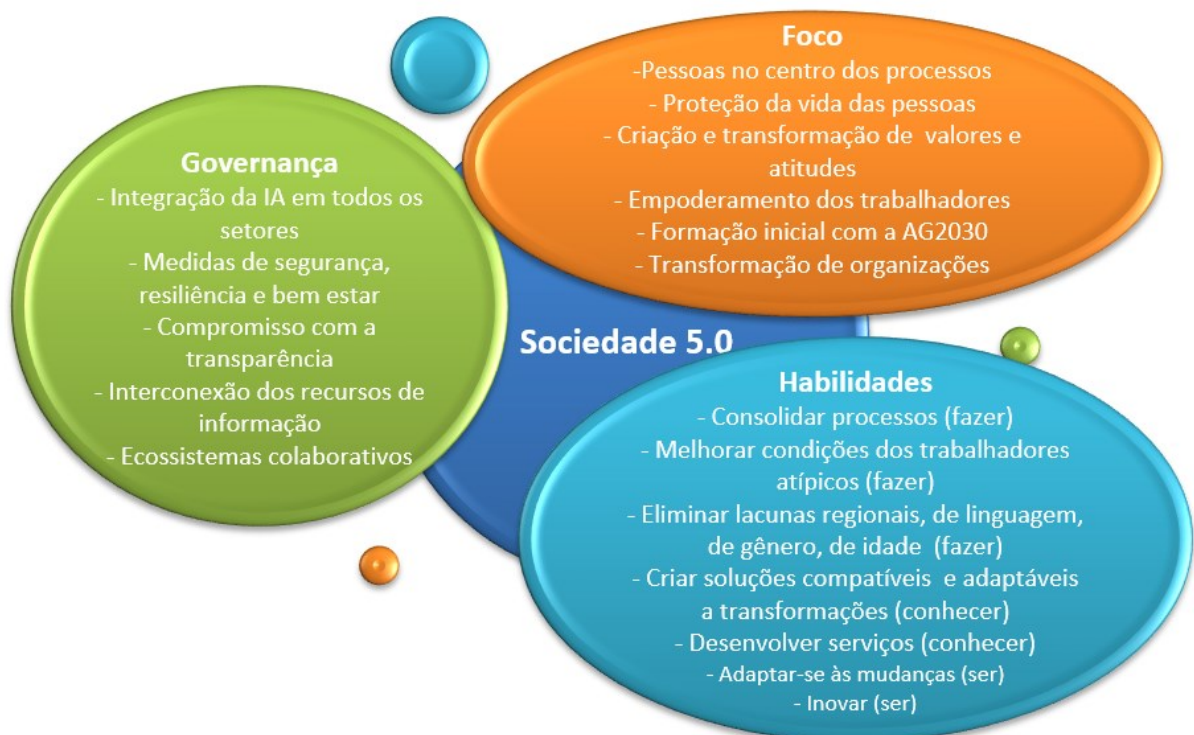 Governança
- Integração da IA em todos os
setores
- Medidas de segurança,
resiliência e bem estar
- Compromisso com a
transparência
- Interconexão dos recursos de
informação
- Ecossistemas colaborativos
Foco
-Pessoas no centro dos processos
- Proteção da vida das pessoas
- Criação e transformação de valores e
atitudes
- Empoderamento dos trabalhadores
- Formação inicial com a AG2030
- Transformação de organizações
Sociedade 5.0
Habilidades
- Consolidar processos (fazer)
- Melhorar condições dos trabalhadores
atípicos (fazer)
- Eliminar lacunas regionais, de linguagem,
de gênero, de idade (fazer)
- Criar soluções compatíveis e adaptáveis
a transformações (conhecer)
- Desenvolver serviços (conhecer)
- Adaptar-se às mudanças (ser)
- Inovar (ser)